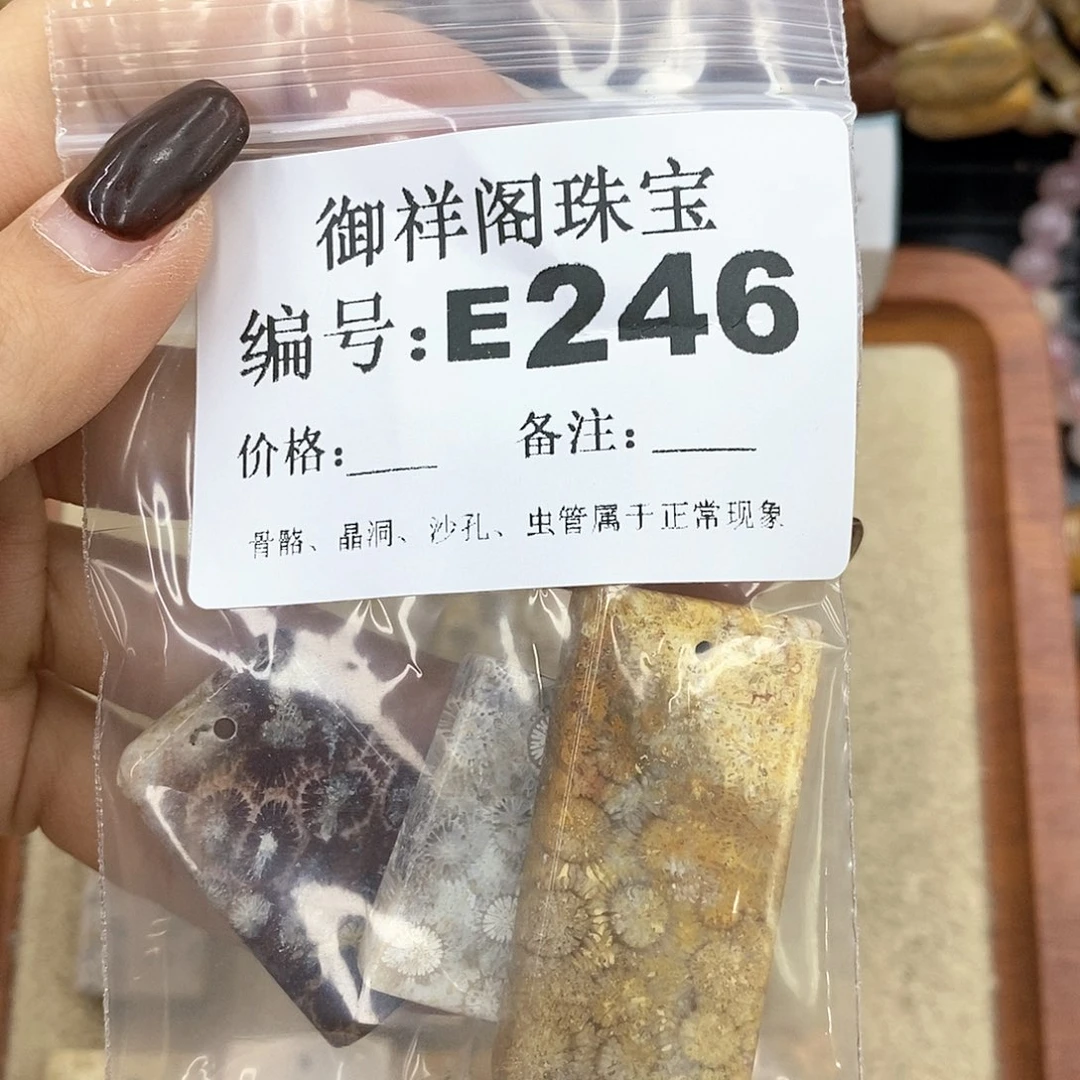 御祥阁珠宝
编号:E246
价格:____ 备注:____
骨骼、晶洞、沙孔、虫管属于正常现象